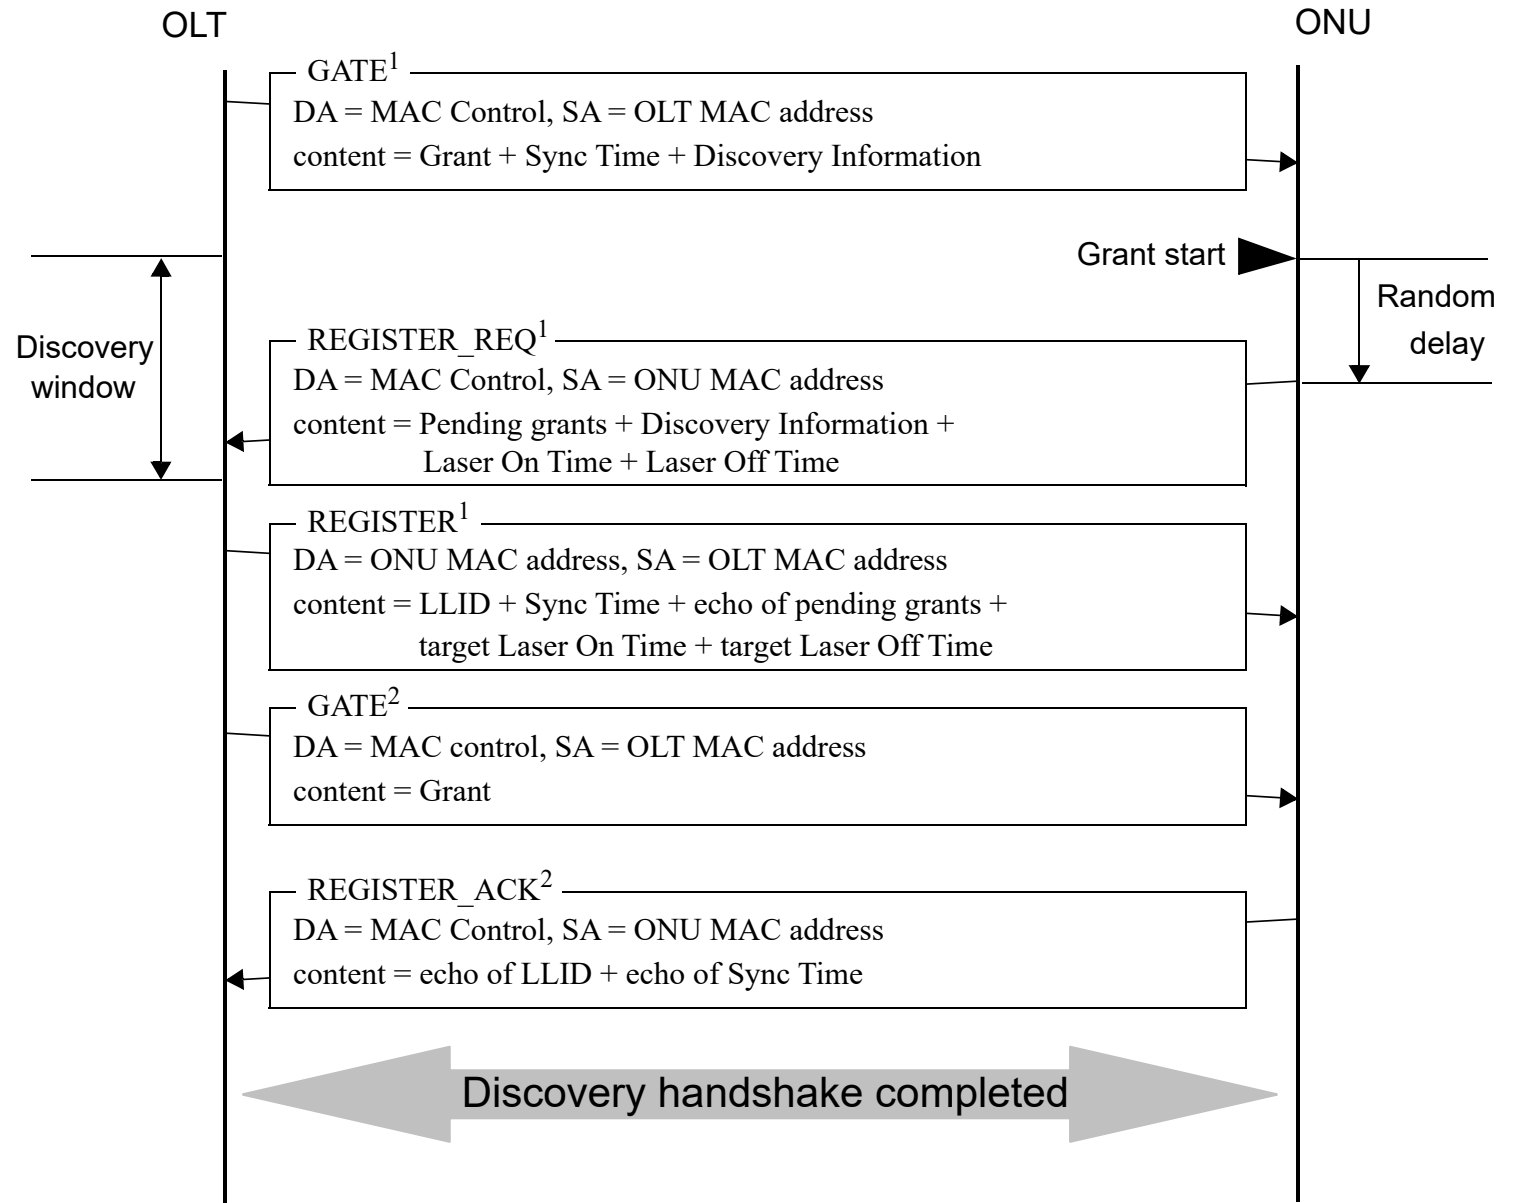 OLT
ONU
GATE1
DA = MAC Control, SA = OLT MAC address
content = Grant + Sync Time + Discovery Information
Grant start
Random
delay
Discovery
window
REGISTER_REQ1
DA = MAC Control, SA = ONU MAC address
content = Pending grants + Discovery Information +
Laser On Time + Laser Off Time
REGISTER1
DA = ONU MAC address, SA = OLT MAC address
content = LLID + Sync Time + echo of pending grants +
target Laser On Time + target Laser Off Time
GATE2
DA = MAC control, SA = OLT MAC address
content = Grant
REGISTER_ACK2
DA = MAC Control, SA = ONU MAC address
content = echo of LLID + echo of Sync Time
Discovery handshake completed